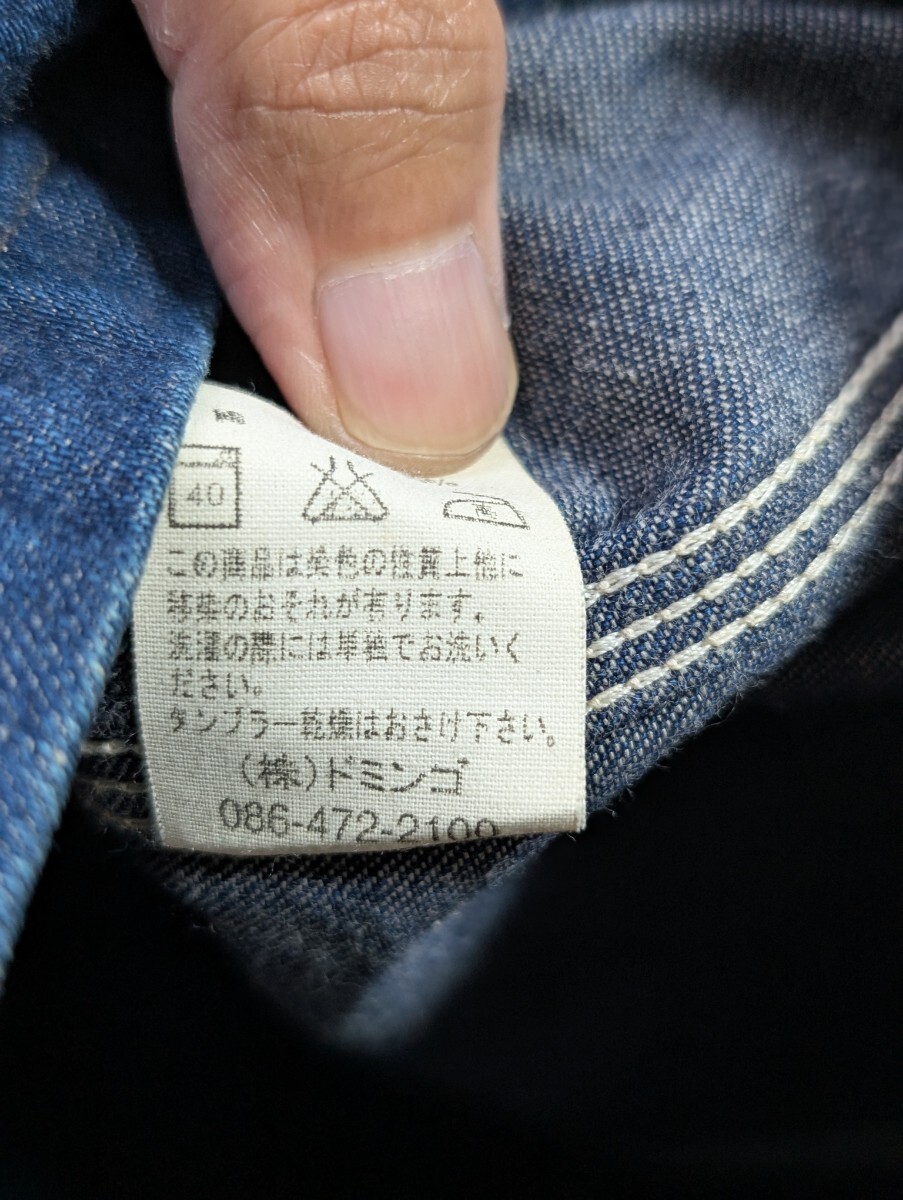 40
この商品は染色の性質上他に
移染のおそれが有ります。
洗濯の際には単独でお洗いく
ださい。
タンブラー乾燥はおさけ下さい。
(株)ドミンゴ
086-472-2100